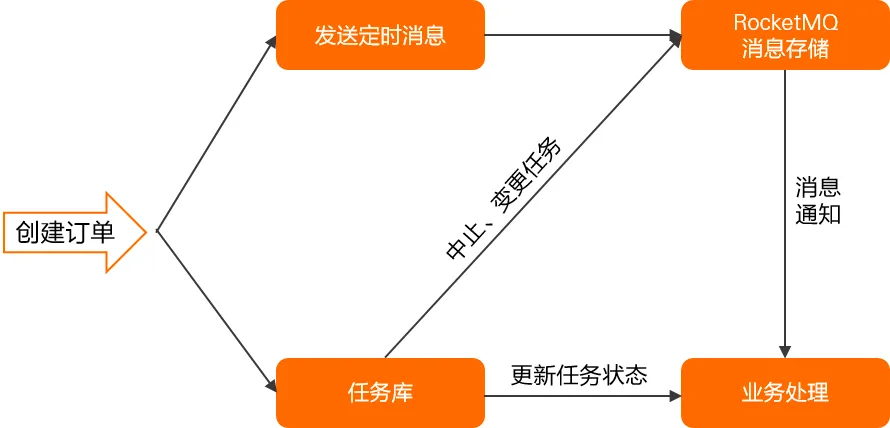 发送定时消息
RocketMQ
消息存储
中止、变更任务
消息
通知
创建订单
任务库
更新任务状态
业务处理